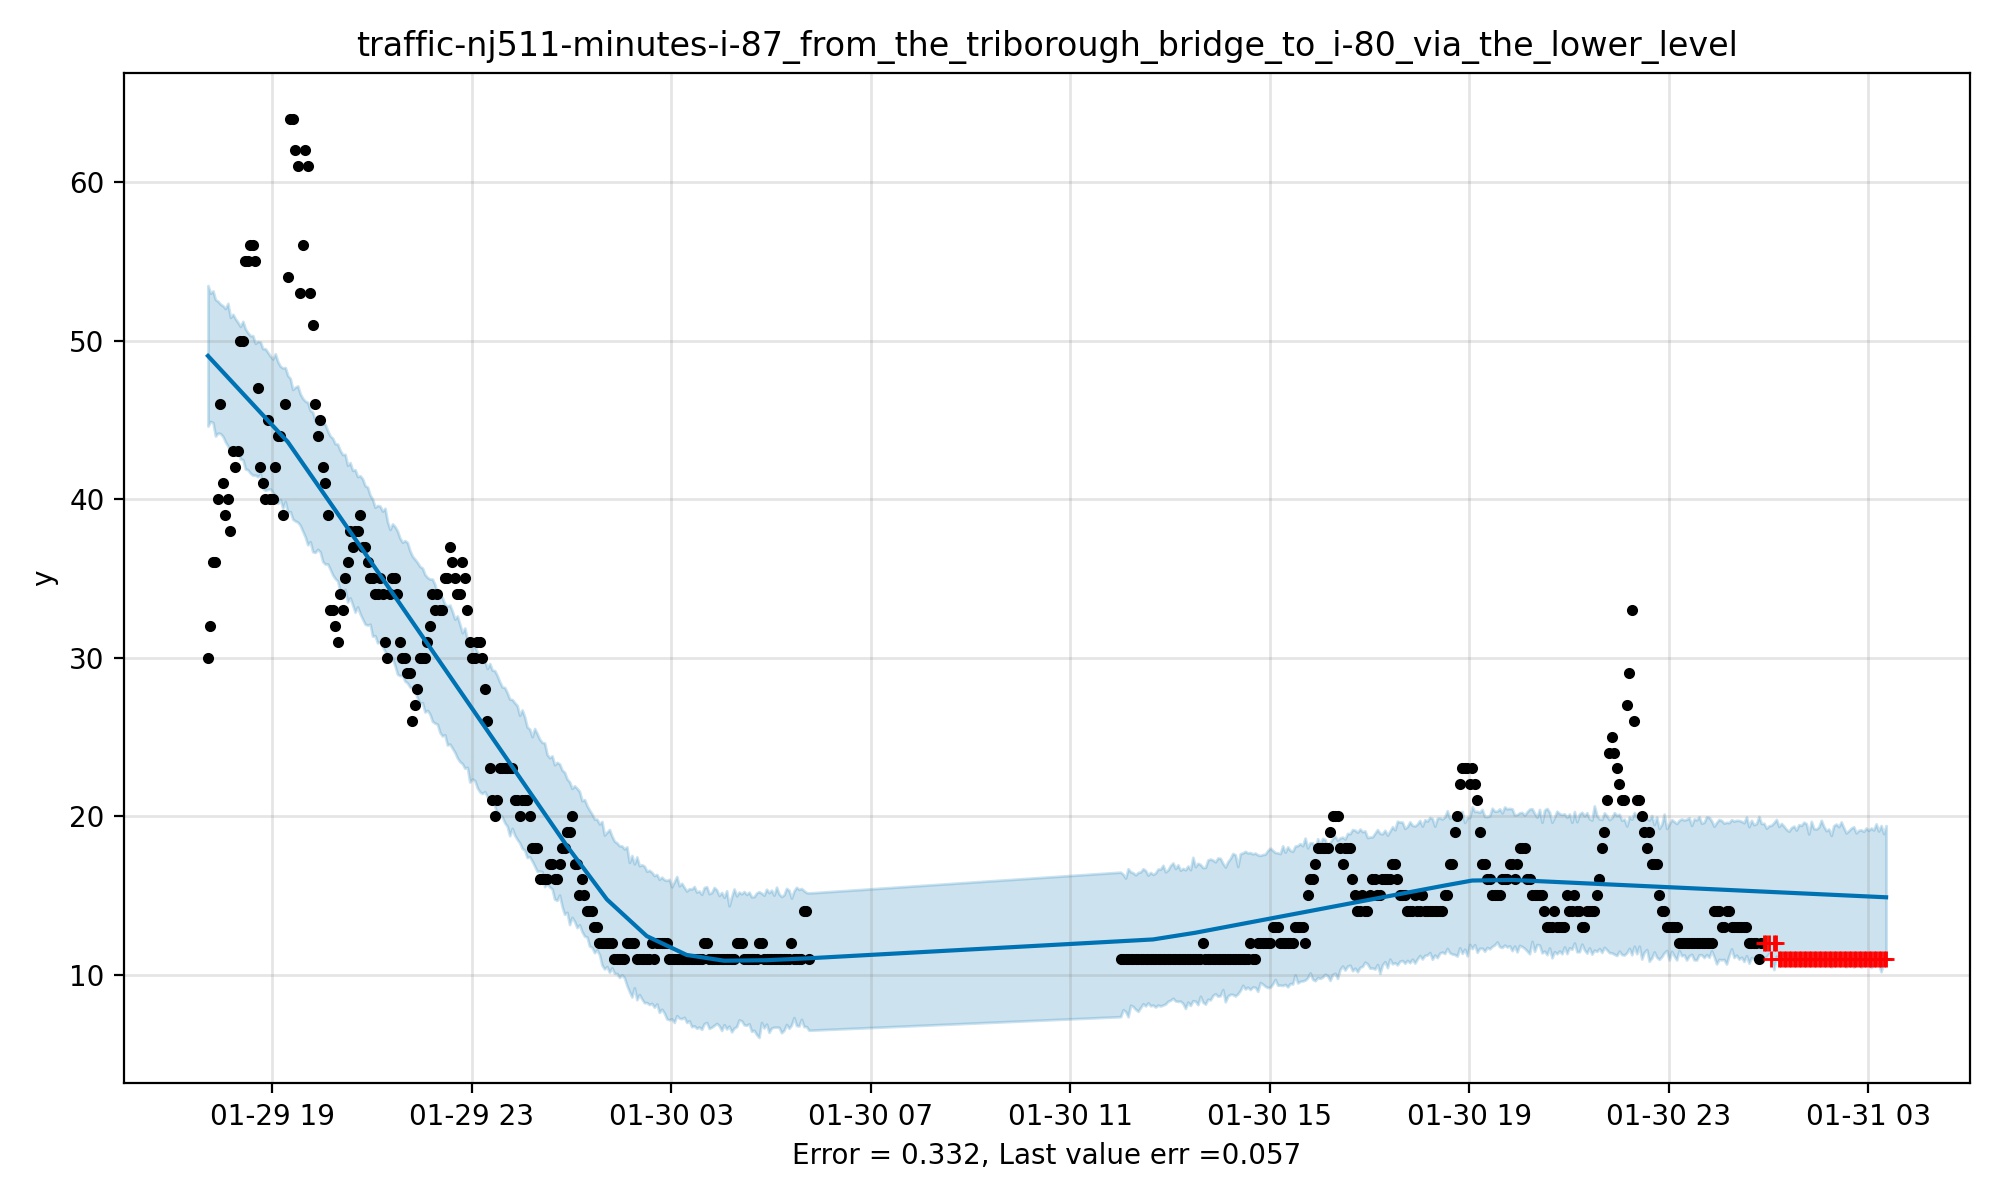 traffic-nj511-minutes-i-87_from_the_triborough_bridge_to_i-80_via_the_lower_level
60
50
40
30
20
10
y
01-29 19 01-29 23 01-30 03 01-30 07 01-30 11 01-30 15 01-30 19 01-30 23 01-31 03
Error = 0.332, Last value err =0.057